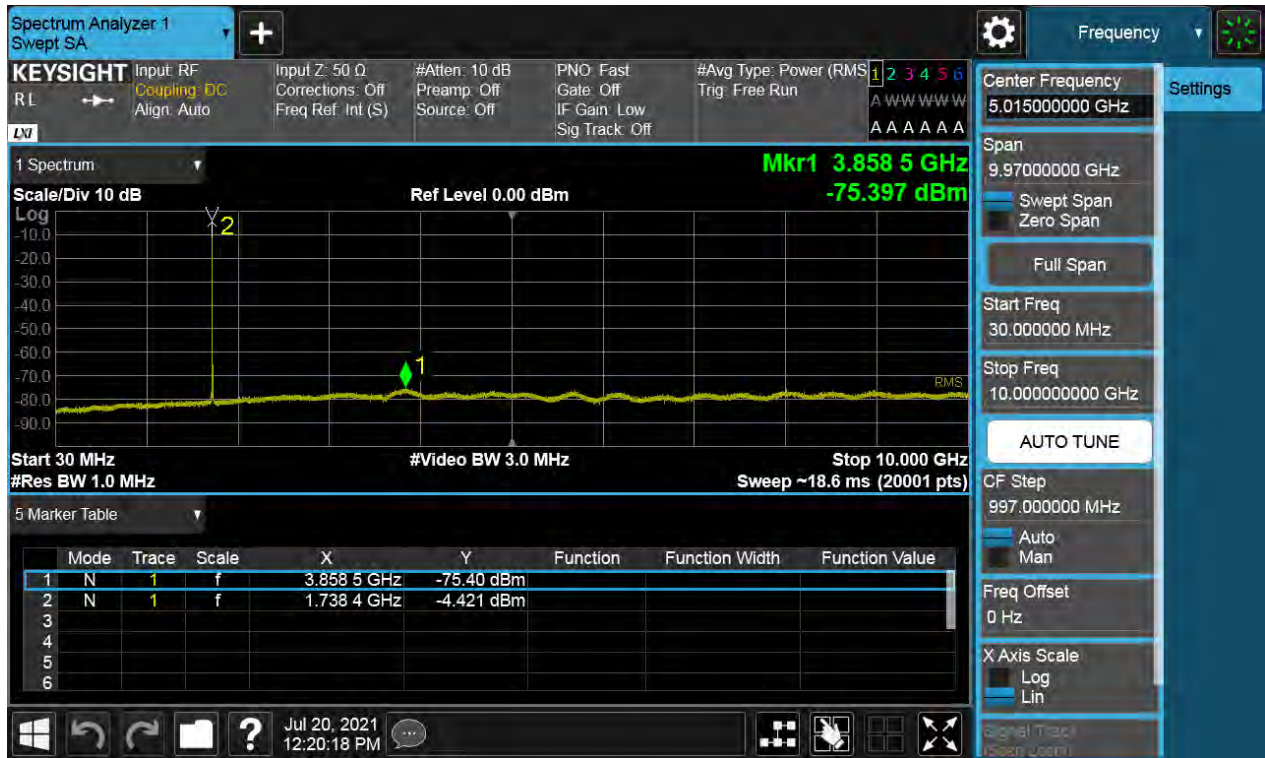 Spectrum Analyzer 1
Swept SA
+
Frequency
KEYSIGHT
RL
LXI
Input: RF
Coupling: DC
Align: Auto
Input Z: 50 Ω
Corrections: Off
Freq Ref: Int (S)
#Atten: 10 dB
Preamp: Off
Source: Off
PNO: Fast
Gate: Off
IF Gain: Low
Sig Track: Off
#Avg Type: Power (RMS
Trig: Free Run
1 2 3 4 5 6
A W W W W W
A A A A A A
1 Spectrum
Mkr1 3.858 5 GHz
Scale/Div 10 dB
Ref Level 0.00 dBm
-75.397 dBm
Log
2
-10.0
-20.0
-30.0
-40.0
-50.0
-60.0
1
-70.0
RMS
-80.0
-90.0
Start 30 MHz
#Video BW 3.0 MHz
Stop 10.000 GHz
#Res BW 1.0 MHz
Sweep ~18.6 ms (20001 pts)
5 Marker Table
Mode Trace Scale X Y Function Function Width Function Value
1 N 1 f 3.858 5 GHz -75.40 dBm
2 N 1 f 1.738 4 GHz -4.421 dBm
3
4
5
6
?
Jul 20, 2021
12:20:18 PM
Center Frequency
5.015000000 GHz
Settings
Span
9.97000000 GHz
Swept Span
Zero Span
Full Span
Start Freq
30.000000 MHz
Stop Freq
10.000000000 GHz
AUTO TUNE
CF Step
997.000000 MHz
Auto
Man
Freq Offset
0 Hz
X Axis Scale
Log
Lin
Signal Track
(Span Zoom)